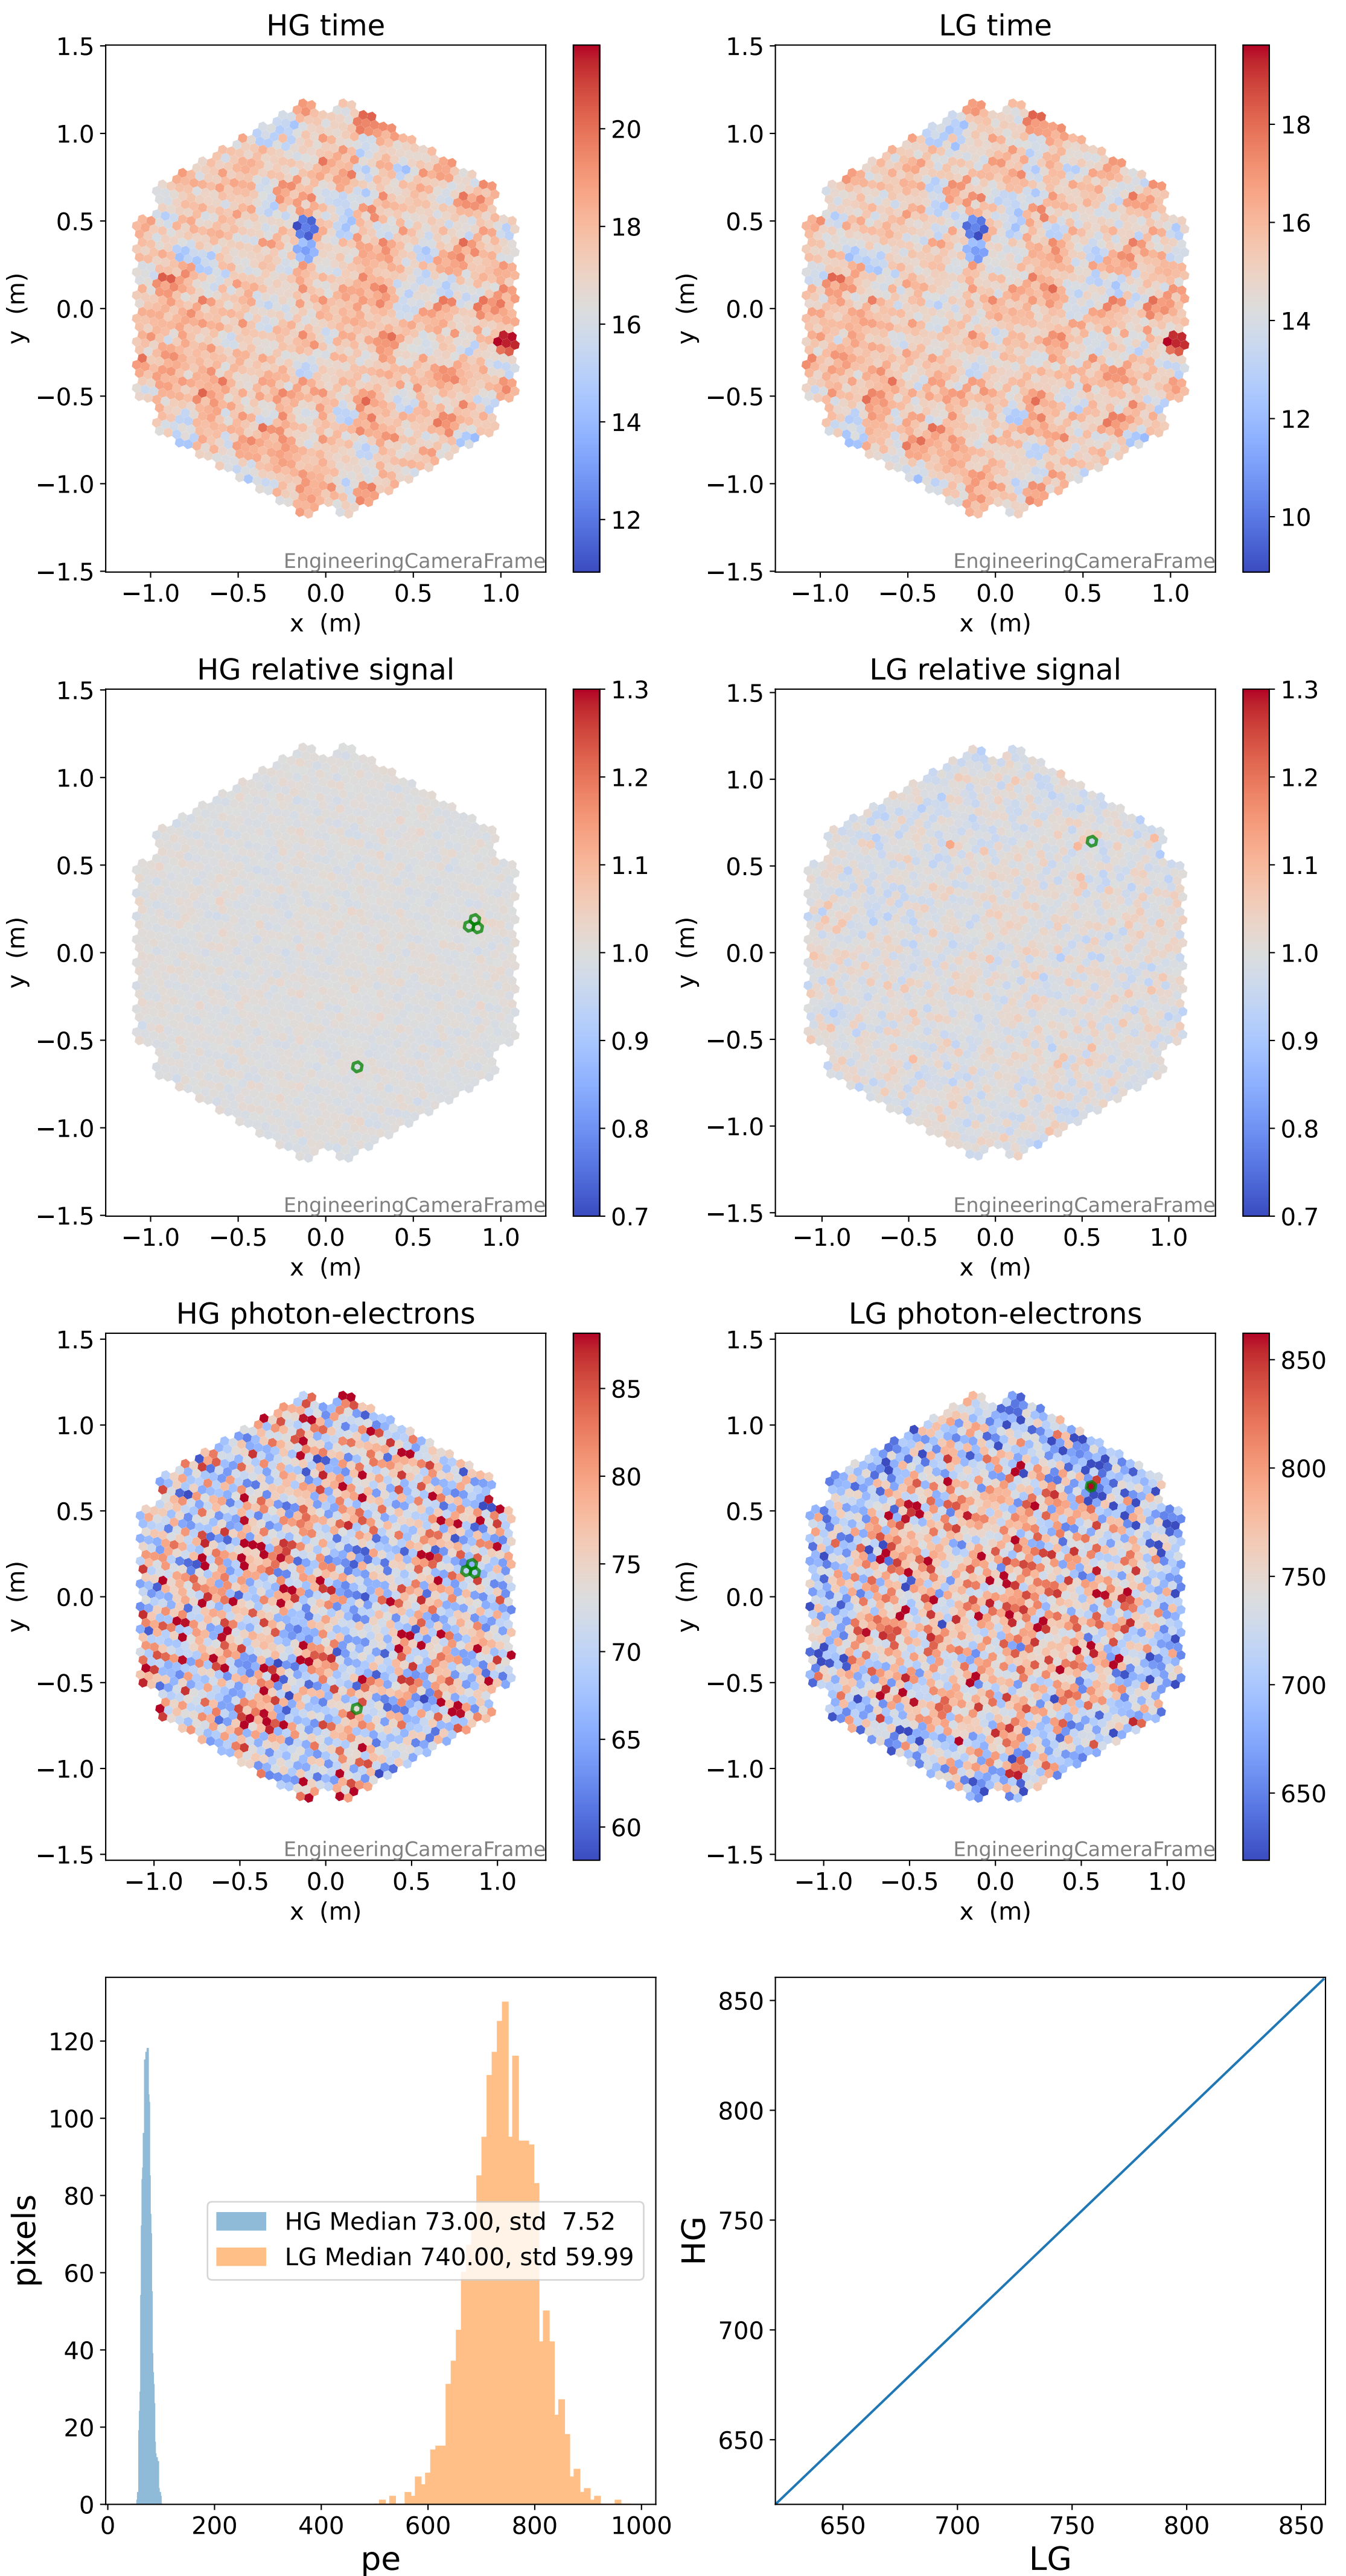 HG time
1.5
1.0
0.5
0.0
−0.5
−1.0
−1.5
y (m)
−1.0 −0.5 0.0 0.5 1.0
x (m)
EngineeringCameraFrame
20
18
16
14
12
LG time
1.5
1.0
0.5
0.0
−0.5
−1.0
−1.5
y (m)
−1.0 −0.5 0.0 0.5 1.0
x (m)
EngineeringCameraFrame
18
16
14
12
10
HG relative signal
1.5
1.0
0.5
0.0
−0.5
−1.0
−1.5
y (m)
−1.0 −0.5 0.0 0.5 1.0
x (m)
EngineeringCameraFrame
1.3
1.2
1.1
1.0
0.9
0.8
0.7
LG relative signal
1.5
1.0
0.5
0.0
−0.5
−1.0
−1.5
y (m)
−1.0 −0.5 0.0 0.5 1.0
x (m)
EngineeringCameraFrame
1.3
1.2
1.1
1.0
0.9
0.8
0.7
HG photon-electrons
1.5
1.0
0.5
0.0
−0.5
−1.0
−1.5
y (m)
−1.0 −0.5 0.0 0.5 1.0
x (m)
EngineeringCameraFrame
85
80
75
70
65
60
LG photon-electrons
1.5
1.0
0.5
0.0
−0.5
−1.0
−1.5
y (m)
−1.0 −0.5 0.0 0.5 1.0
x (m)
EngineeringCameraFrame
850
800
750
700
650
120
100
80
60
40
20
0
pixels
HG Median 73.00, std 7.52
LG Median 740.00, std 59.99
0 200 400 600 800 1000
pe
850
800
750
700
650
HG
650 700 750 800 850
LG